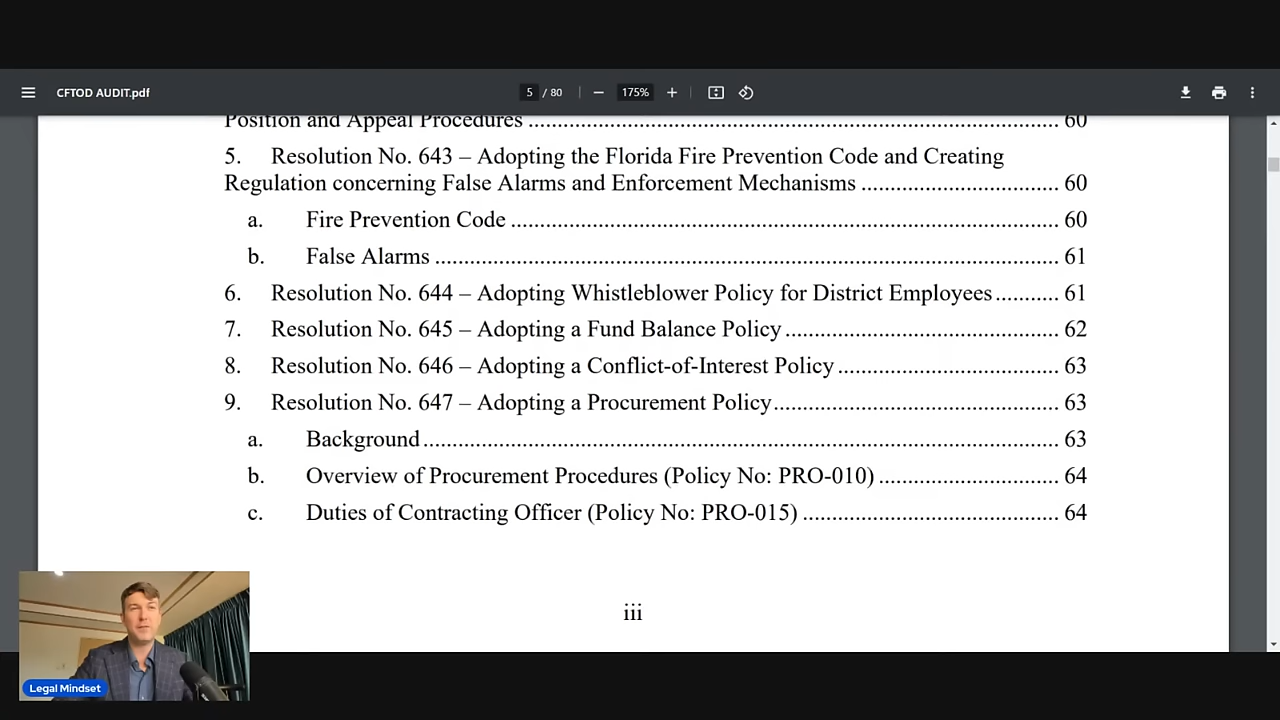 CFTOD AUDIT.pdf
5 / 80
175%
Position and Appeal Procedures ........................................................................................ 60
5. Resolution No. 643 – Adopting the Florida Fire Prevention Code and Creating
Regulation concerning False Alarms and Enforcement Mechanisms ................................. 60
a. Fire Prevention Code ........................................................................................... 60
b. False Alarms ........................................................................................................ 61
6. Resolution No. 644 – Adopting Whistleblower Policy for District Employees........... 61
7. Resolution No. 645 – Adopting a Fund Balance Policy .............................................. 62
8. Resolution No. 646 – Adopting a Conflict-of-Interest Policy ..................................... 63
9. Resolution No. 647 – Adopting a Procurement Policy................................................ 63
a. Background.......................................................................................................... 63
b. Overview of Procurement Procedures (Policy No: PRO-010) .............................. 64
c. Duties of Contracting Officer (Policy No: PRO-015) ........................................... 64
iii
Legal Mindset